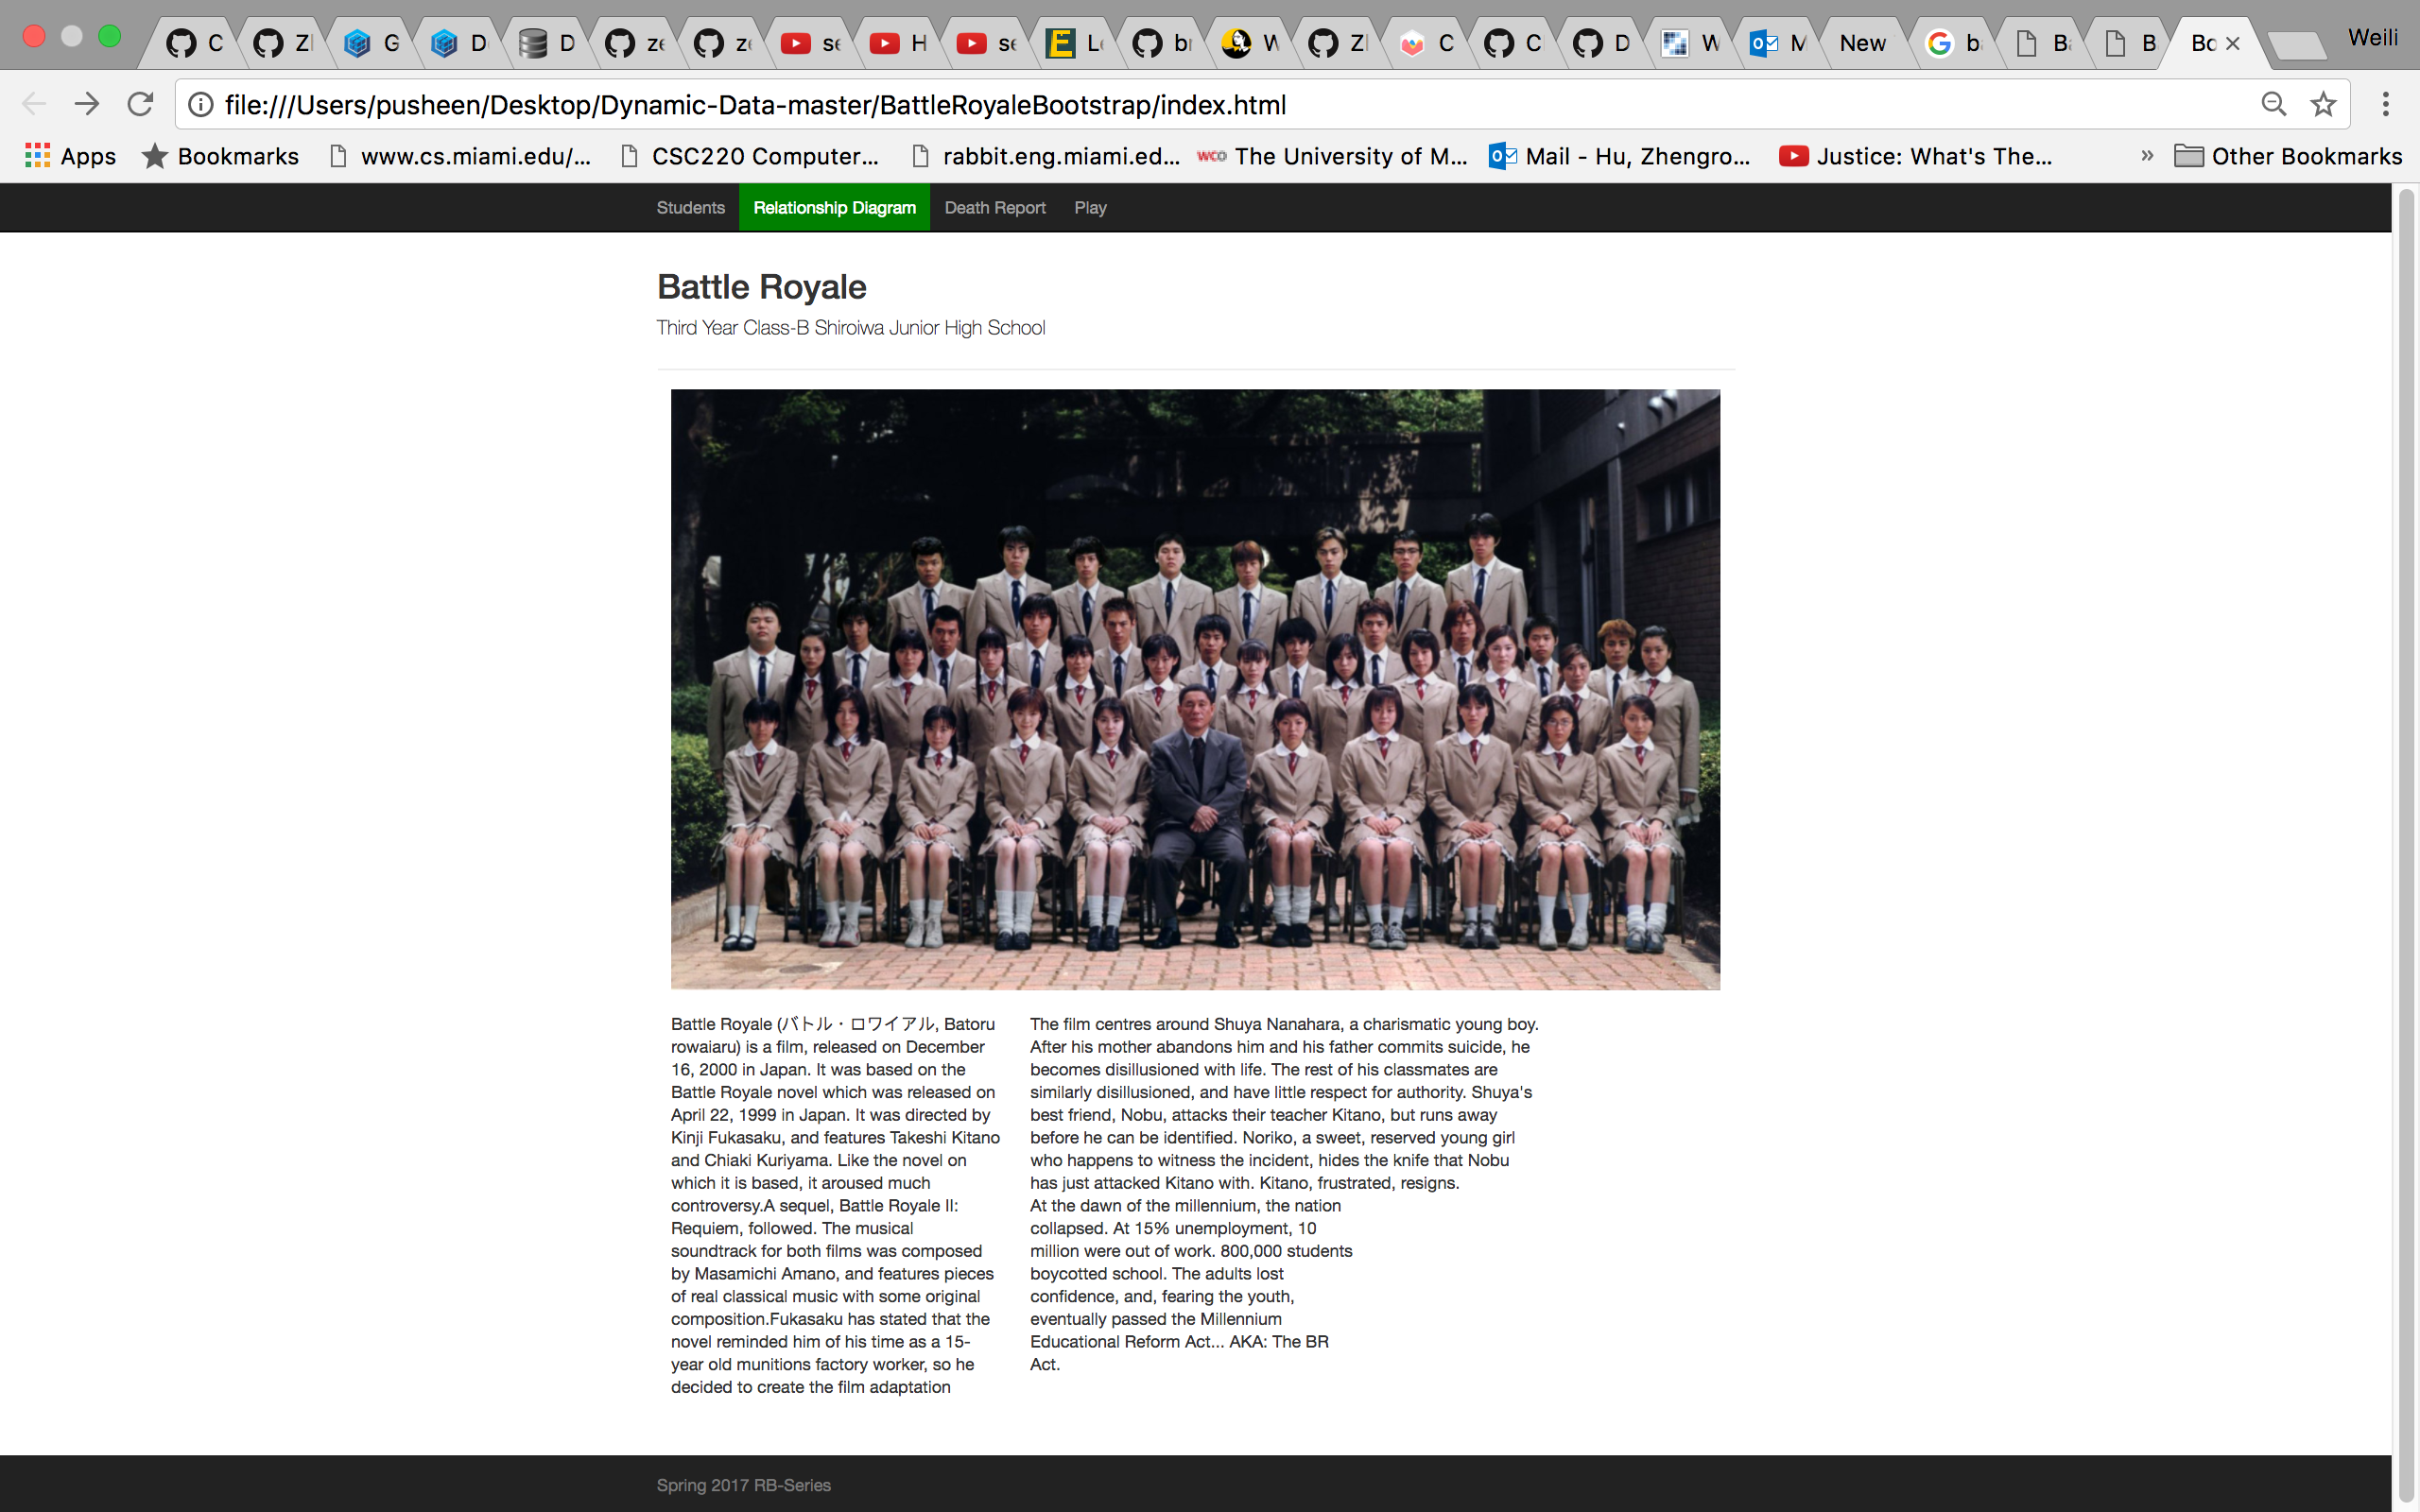 C
Zl
G
D
D
ze
ze
se
H
se
Le
br
W
Zl
C
C
D
W
M
New
b
B
B
Bo
Weili
file:///Users/pusheen/Desktop/Dynamic-Data-master/BattleRoyaleBootstrap/index.html
Apps
Bookmarks
www.cs.miami.edu/...
CSC220 Computer...
rabbit.eng.miami.ed...
WCO The University of M...
Mail - Hu, Zhengro...
Justice: What's The...
»
Other Bookmarks
Students
Relationship Diagram
Death Report
Play
Battle Royale
Third Year Class-B Shiroiwa Junior High School
Battle Royale (バトル・ロワイアル, Batoru
rowaiaru) is a film, released on December
16, 2000 in Japan. It was based on the
Battle Royale novel which was released on
April 22, 1999 in Japan. It was directed by
Kinji Fukasaku, and features Takeshi Kitano
and Chiaki Kuriyama. Like the novel on
which it is based, it aroused much
controversy.A sequel, Battle Royale II:
Requiem, followed. The musical
soundtrack for both films was composed
by Masamichi Amano, and features pieces
of real classical music with some original
composition.Fukasaku has stated that the
novel reminded him of his time as a 15-
year old munitions factory worker, so he
decided to create the film adaptation
The film centres around Shuya Nanahara, a charismatic young boy.
After his mother abandons him and his father commits suicide, he
becomes disillusioned with life. The rest of his classmates are
similarly disillusioned, and have little respect for authority. Shuya's
best friend, Nobu, attacks their teacher Kitano, but runs away
before he can be identified. Noriko, a sweet, reserved young girl
who happens to witness the incident, hides the knife that Nobu
has just attacked Kitano with. Kitano, frustrated, resigns.
At the dawn of the millennium, the nation
collapsed. At 15% unemployment, 10
million were out of work. 800,000 students
boycotted school. The adults lost
confidence, and, fearing the youth,
eventually passed the Millennium
Educational Reform Act... AKA: The BR
Act.
Spring 2017 RB-Series